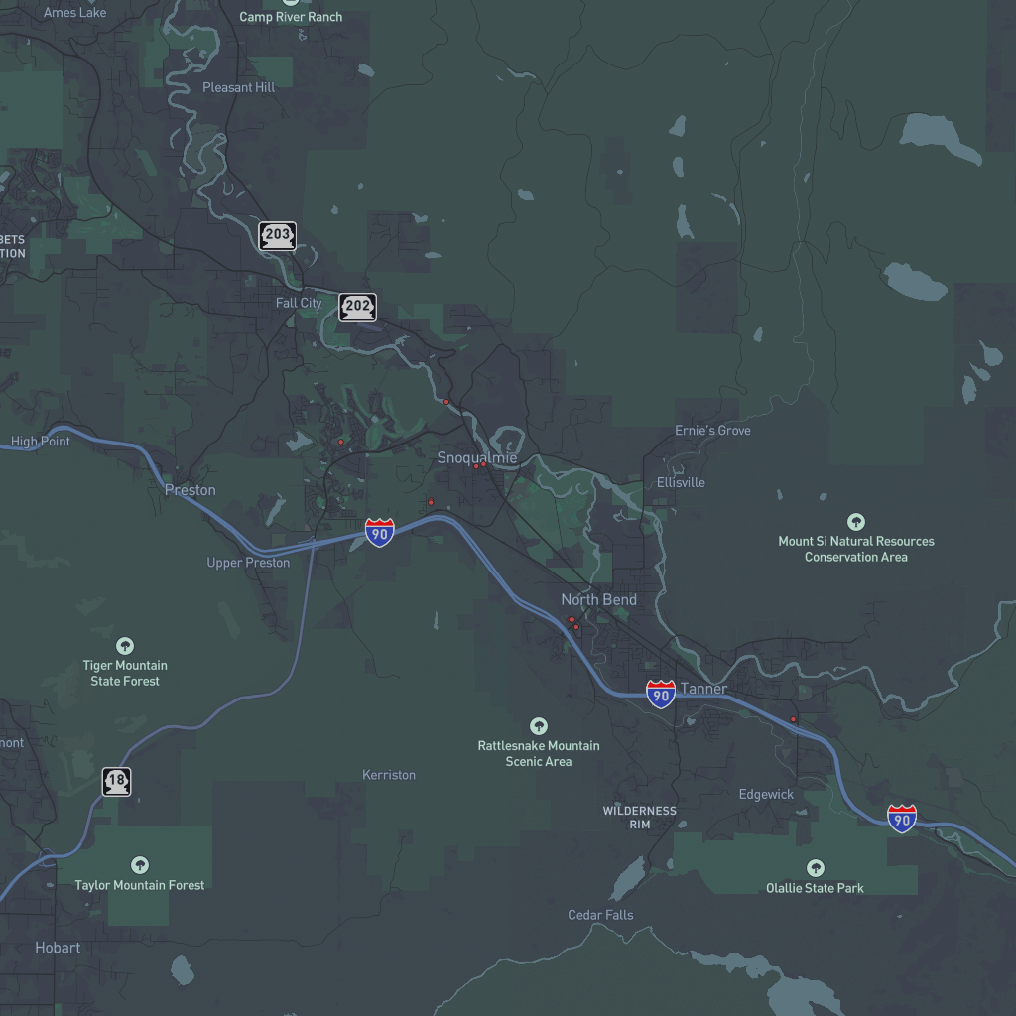 Ames Lake
Camp River Ranch
Pleasant Hill
203
BETS
TION
Fall City
202
High Point
Ernie's Grove
Snoqualmie
Preston
Ellisville
90
Mount Si Natural Resources
Conservation Area
Upper Preston
North Bend
Tiger Mountain
State Forest
90
Tanner
mont
Rattlesnake Mountain
Scenic Area
18
Kerriston
Edgewick
WILDERNESS
RIM
90
Taylor Mountain Forest
Olallie State Park
Cedar Falls
Hobart